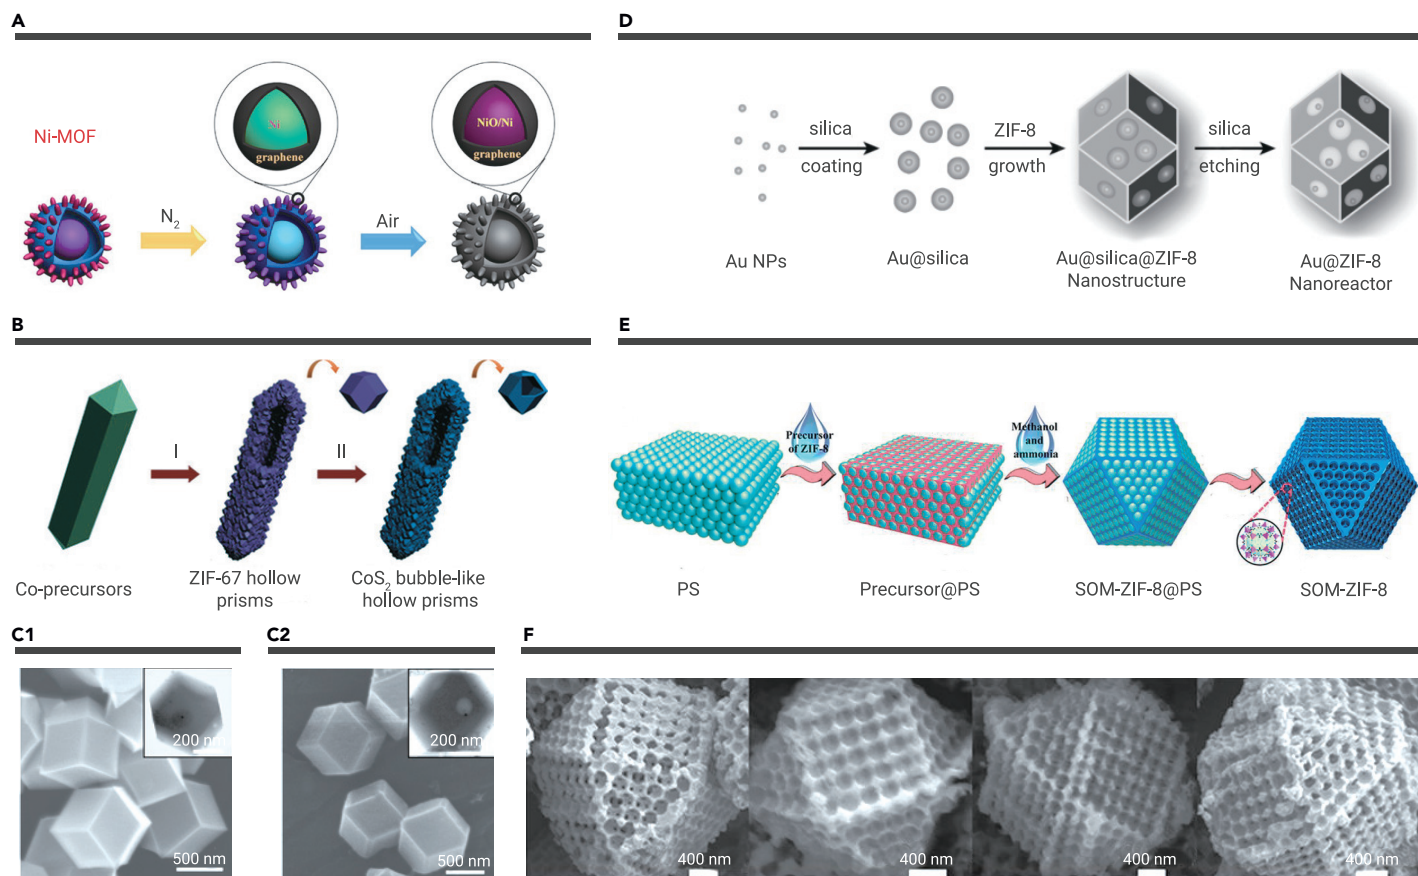 A
Ni-MOF
Ni
graphene
NiO/Ni
graphene
N2
Air
B
I
II
Co-precursors
ZIF-67 hollow
prisms
CoS2 bubble-like
hollow prisms
C1
200 nm
500 nm
C2
200 nm
500 nm
D
silica
coating
ZIF-8
growth
silica
etching
Au NPs
Au@silica
Au@silica@ZIF-8
Nanostructure
Au@ZIF-8
Nanoreactor
E
Precursor
of ZIF-8
Methanol
and
ammonia
PS
Precursor@PS
SOM-ZIF-8@PS
SOM-ZIF-8
F
400 nm
400 nm
400 nm
400 nm